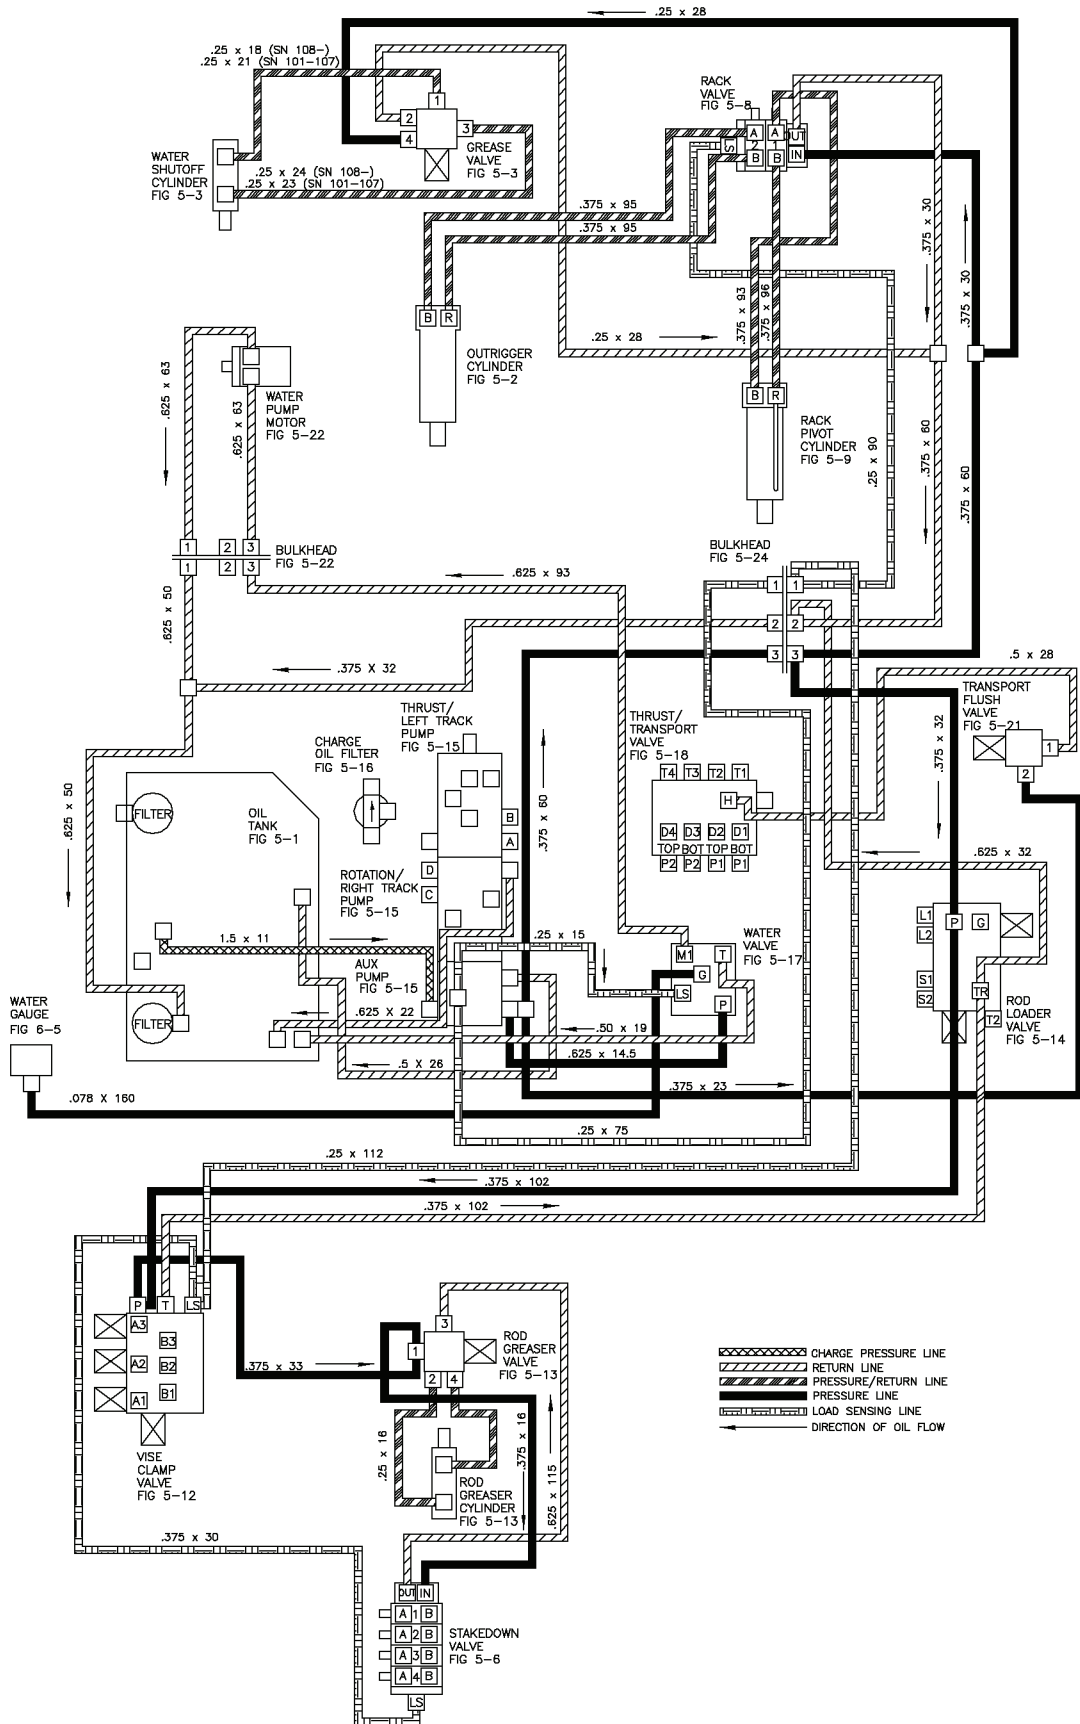 .25 x 28
.25 x 18 (SN 108-)
.25 x 21 (SN 101-107)
1
2
3
4
GREASE
VALVE
FIG 5-3
WATER
SHUTOFF
CYLINDER
FIG 5-3
.25 x 24 (SN 108-)
.25 x 23 (SN 101-107)
RACK
VALVE
FIG 5-8
A A OUT
LS 2 1 IN
B B
.375 x 95
.375 x 95
.375 x 30
.375 x 30
.375 x 93
.375 x 96
B R
OUTRIGGER
CYLINDER
FIG 5-2
.25 x 28
.625 x 63
.625 x 63
WATER
PUMP
MOTOR
FIG 5-22
B R
RACK
PIVOT
CYLINDER
FIG 5-9
.25 x 90
.375 x 60
.375 x 60
1 2 3
1 2 3
BULKHEAD
FIG 5-22
BULKHEAD
FIG 5-24
1 1
2 2
3 3
.625 x 93
.625 x 50
.375 X 32
.5 x 28
TRANSPORT
FLUSH
VALVE
FIG 5-21
1
2
.375 x 32
THRUST/
LEFT TRACK
PUMP
FIG 5-15
B
A
D
C
THRUST/
TRANSPORT
VALVE
FIG 5-18
T4 T3 T2 T1
H
D4 D3 D2 D1
TOP BOT TOP BOT
P2 P2 P1 P1
CHARGE
OIL FILTER
FIG 5-16
FILTER
OIL
TANK
FIG 5-1
.625 x 50
.375 x 60
.625 x 32
ROTATION/
RIGHT TRACK
PUMP
FIG 5-15
1.5 x 11
AUX
PUMP
FIG 5-15
.25 x 15
WATER
VALVE
FIG 5-17
M1 T
G
LS
P
L1 P G
L2
S1
S2 TR
T2
ROD
LOADER
VALVE
FIG 5-14
WATER
GAUGE
FIG 6-5
FILTER
.625 x 22
.50 x 19
.625 x 14.5
.5 X 26
.375 x 23
.078 X 160
.25 x 75
.25 x 112
.375 x 102
.375 x 102
P T LS
A3
B3
A2 B2
A1 B1
VISE
CLAMP
VALVE
FIG 5-12
3
1
2 4
ROD
GREASER
VALVE
FIG 5-13
.375 x 33
.25 x 16
.375 x 16
.625 x 115
ROD
GREASER
CYLINDER
FIG 5-13
CHARGE PRESSURE LINE
RETURN LINE
PRESSURE/RETURN LINE
PRESSURE LINE
LOAD SENSING LINE
DIRECTION OF OIL FLOW
.375 x 30
OUT IN
A 1 B
A 2 B
A 3 B
A 4 B
LS
STAKEDOWN
VALVE
FIG 5-6